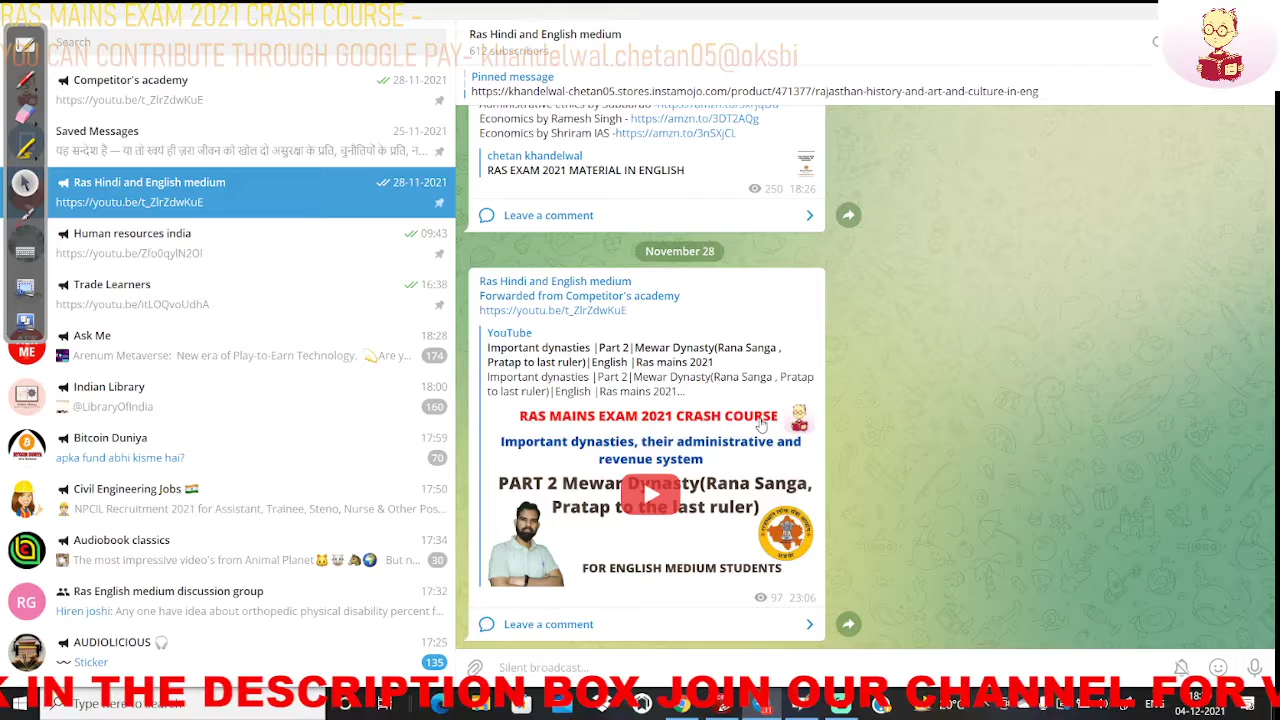 RAS MAINS EXAM 2021 CRASH COURSE -
YOU CAN CONTRIBUTE THROUGH GOOGLE PAY- khandelwal.chetan05@oksbi
Search
Competitor's academy
28-11-2021
https://youtu.be/t_ZlrZdwKuE
Saved Messages
25-11-2021
यह सन्देश है — या तो स्वयं ही ज़रा जीवन को खोल दो असुरक्षा के प्रति, चुनौतियों के प्रति, न...
Ras Hindi and English medium
28-11-2021
https://youtu.be/t_ZlrZdwKuE
Human resources india
09:43
https://youtu.be/Zfo0qylN2OI
Trade Learners
16:38
https://youtu.be/itLOQvoUdhA
ME
Ask Me
18:28
Arenum Metaverse: New era of Play-to-Earn Technology. 💫Are y...
174
Indian Library
18:00
@LibraryOfIndia
160
Bitcoin Duniya
17:59
apka fund abhi kisme hai?
70
Civil Engineering Jobs 🇮🇳
17:50
NPCIL Recruitment 2021 for Assistant, Trainee, Steno, Nurse & Other Pos...
Audiobook classics
17:34
The most impressive video's from Animal Planet🐱🐨🐴🌍 But n...
30
RG
Ras English medium discussion group
17:32
Hiren joshi: Any one have idea about orthopedic physical disability percent f...
AUDIOLICIOUS 🎧
17:25
Sticker
135
Ras Hindi and English medium
612 subscribers
Pinned message
https://khandelwal-chetan05.stores.instamojo.com/product/471377/rajasthan-history-and-art-and-culture-in-eng
Administrative ethics by Subbarao
Economics by Ramesh Singh - https://amzn.to/3DT2AQg
Economics by Shriram IAS -https://amzn.to/3nSXjCL
chetan khandelwal
RAS EXAM 2021 MATERIAL IN ENGLISH
250 18:26
Leave a comment
November 28
Ras Hindi and English medium
Forwarded from Competitor's academy
https://youtu.be/t_ZlrZdwKuE
YouTube
Important dynasties |Part 2|Mewar Dynasty(Rana Sanga ,
Pratap to last ruler)|English |Ras mains 2021
Important dynasties |Part 2|Mewar Dynasty(Rana Sanga , Pratap
to last ruler)|English |Ras mains 2021...
RAS MAINS EXAM 2021 CRASH COURSE
Important dynasties, their administrative and
revenue system
PART 2 Mewar Dynasty(Rana Sanga,
Pratap to the last ruler)
FOR ENGLISH MEDIUM STUDENTS
97 23:06
Leave a comment
Silent broadcast...
K IN THE DESCRIPTION BOX JOIN OUR CHANNEL FOR V
Type here to search
ENG
04-12-2021